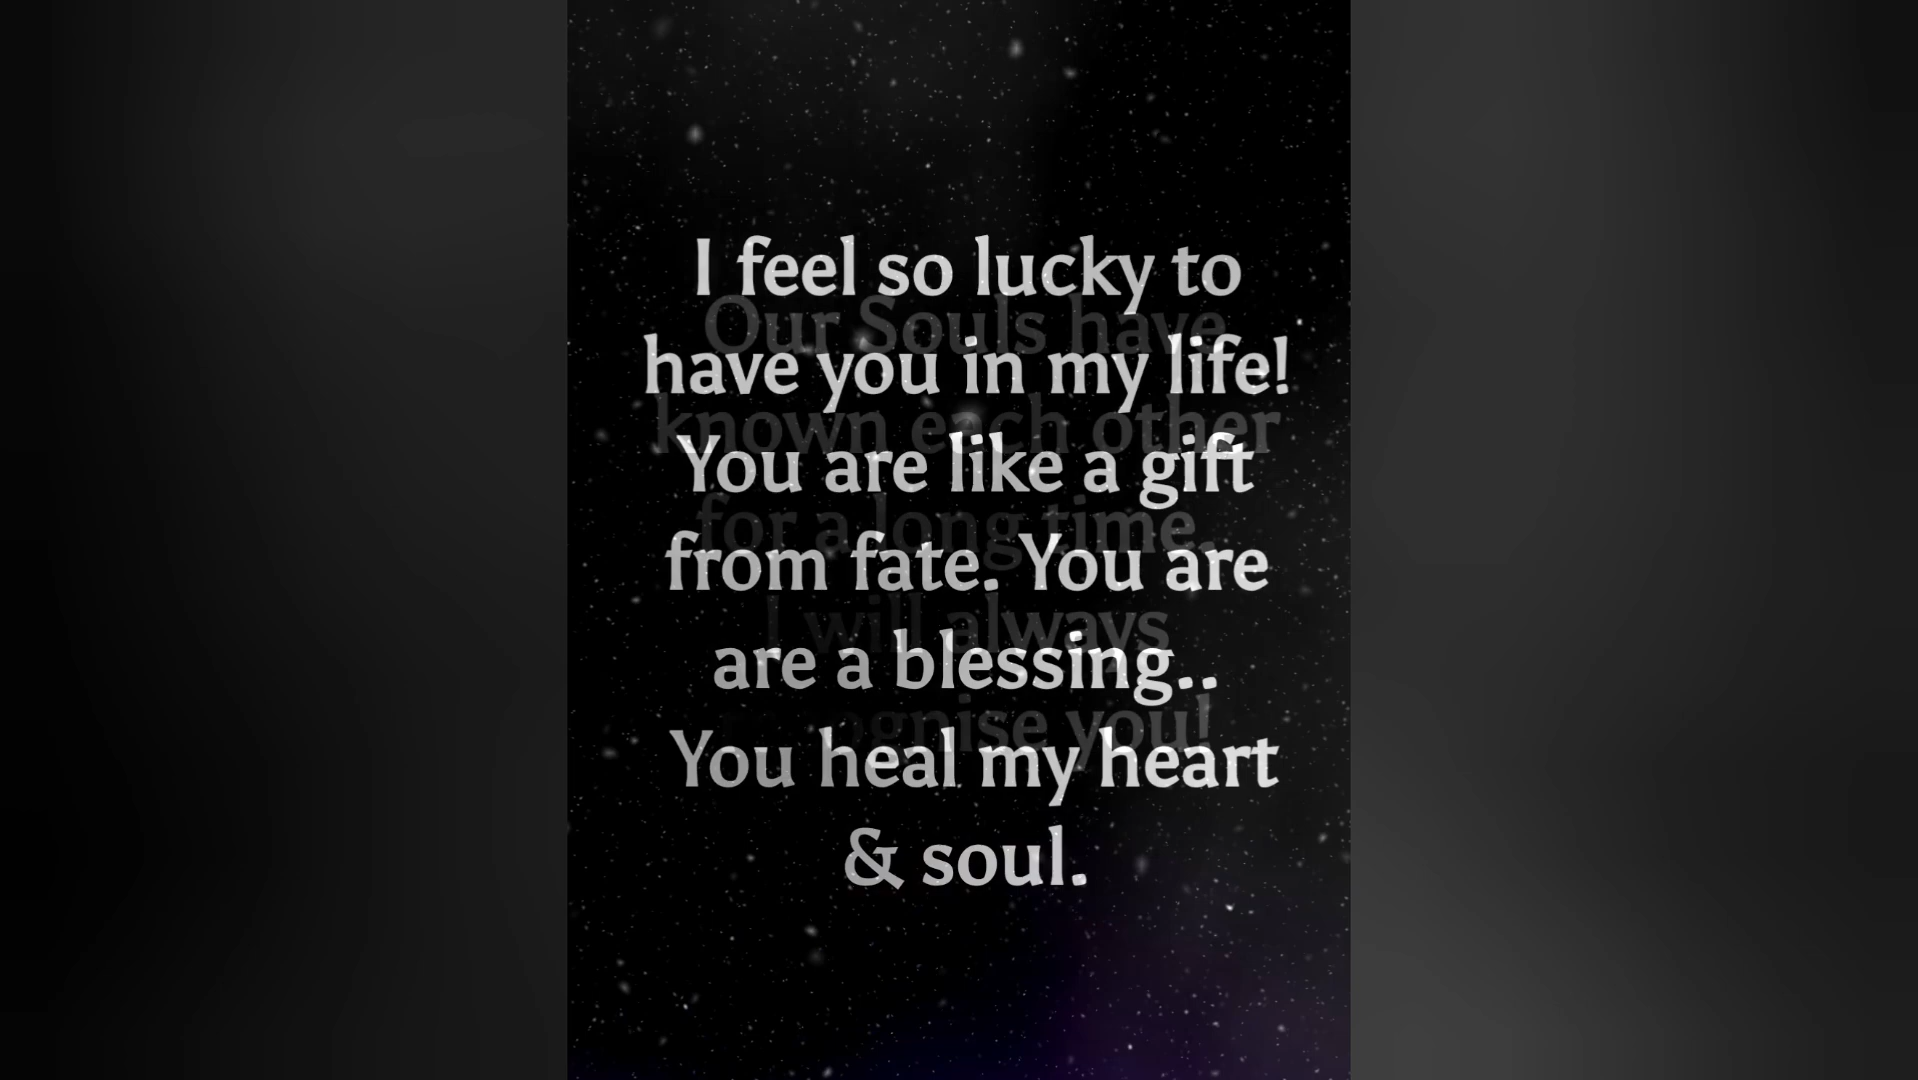 I feel so lucky to
Our Souls have
have you in my life!
known each other
You are like a gift
for a long time.
from fate. You are
I will always
are a blessing..
you!
You heal my heart
& soul.